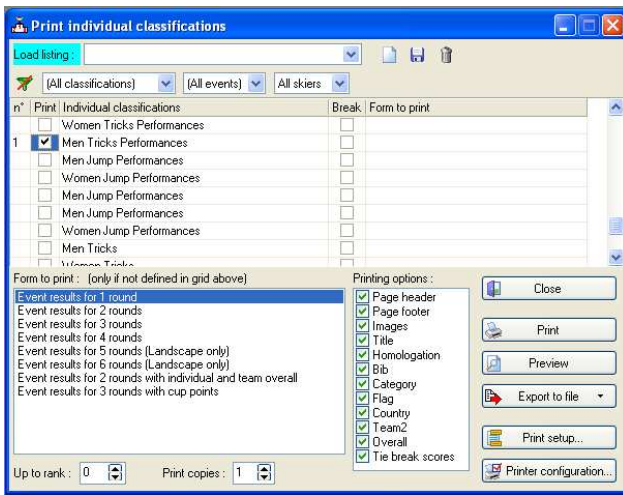 Print individual classifications
Load listing :
(All classifications) (All events) All skiers
n° Print Individual classifications Break Form to print
Women Tricks Performances
1 Men Tricks Performances
Men Jump Performances
Women Jump Performances
Men Jump Performances
Men Jump Performances
Women Jump Performances
Men Tricks
Women Tricks
Form to print : (only if not defined in grid above)
Event results for 1 round
Event results for 2 rounds
Event results for 3 rounds
Event results for 4 rounds
Event results for 5 rounds (Landscape only)
Event results for 6 rounds (Landscape only)
Event results for 2 rounds with individual and team overall
Event results for 3 rounds with cup points
Up to rank : 0 Print copies : 1
Printing options :
Page header
Page footer
Images
Title
Homologation
Bib
Category
Flag
Country
Team2
Overall
Tie break scores
Close
Print
Preview
Export to file
Print setup...
Printer configuration...